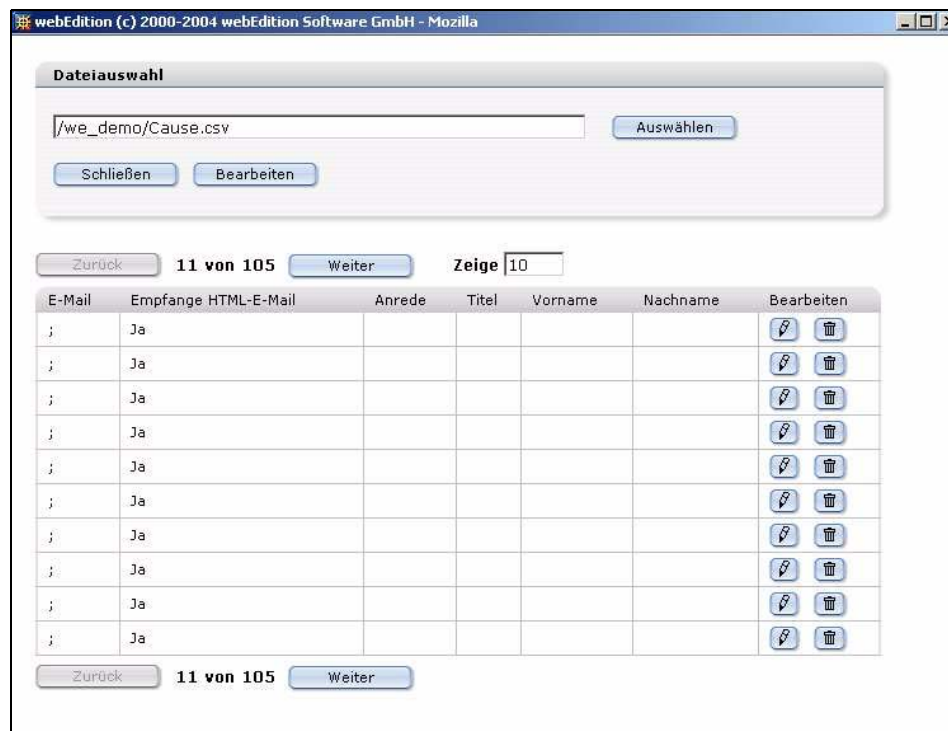 webEdition (c) 2000-2004 webEdition Software GmbH - Mozilla
Dateiauswahl
/we_demo/Cause.csv Auswählen
Schließen Bearbeiten
Zurück 11 von 105 Weiter Zeige 10
E-Mail Empfange HTML-E-Mail Anrede Titel Vorname Nachname Bearbeiten
; Ja
; Ja
; Ja
; Ja
; Ja
; Ja
; Ja
; Ja
; Ja
; Ja
Zurück 11 von 105 Weiter